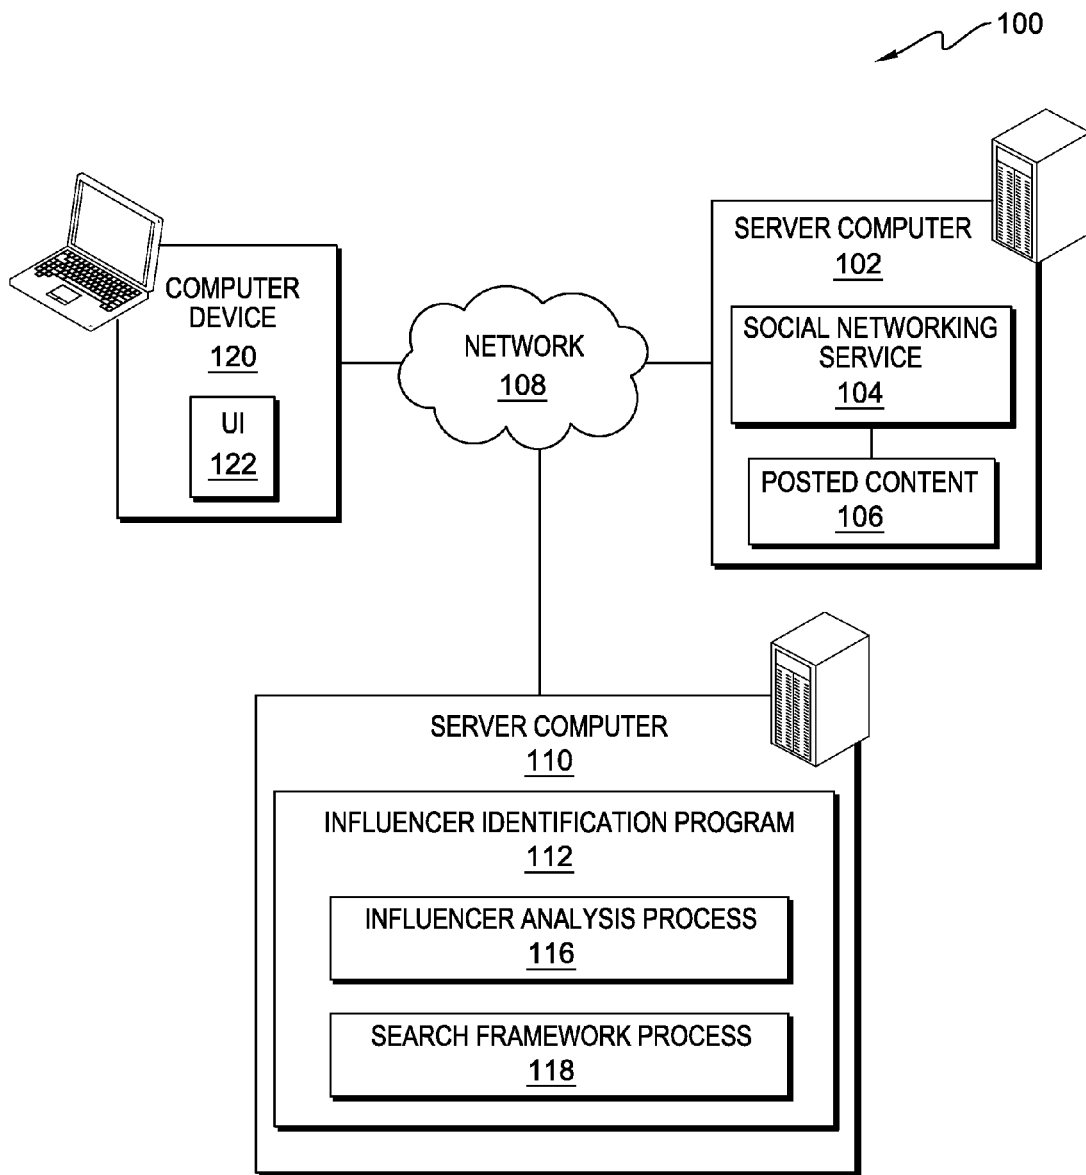 100
SERVER COMPUTER
102
SOCIAL NETWORKING
SERVICE
104
POSTED CONTENT
106
COMPUTER
DEVICE
120
UI
122
NETWORK
108
SERVER COMPUTER
110
INFLUENCER IDENTIFICATION PROGRAM
112
INFLUENCER ANALYSIS PROCESS
116
SEARCH FRAMEWORK PROCESS
118